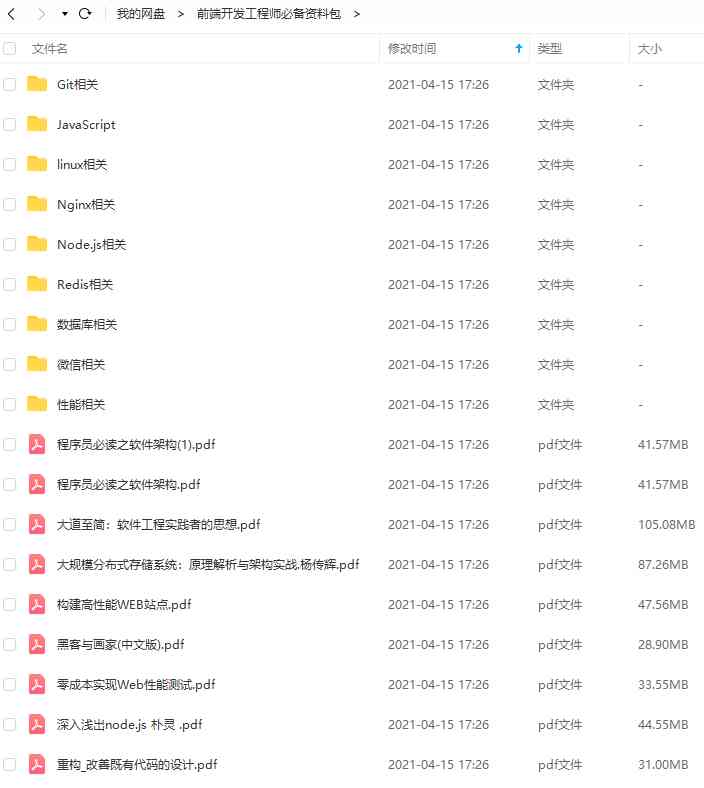 我的网盘 > 前端开发工程师必备资料包 >
文件名 修改时间 类型 大小
Git相关 2021-04-15 17:26 文件夹 -
JavaScript 2021-04-15 17:26 文件夹 -
linux相关 2021-04-15 17:26 文件夹 -
Nginx相关 2021-04-15 17:26 文件夹 -
Node.js相关 2021-04-15 17:26 文件夹 -
Redis相关 2021-04-15 17:26 文件夹 -
数据库相关 2021-04-15 17:26 文件夹 -
微信相关 2021-04-15 17:26 文件夹 -
性能相关 2021-04-15 17:26 文件夹 -
程序员必读之软件架构(1).pdf 2021-04-15 17:26 pdf文件 41.57MB
程序员必读之软件架构.pdf 2021-04-15 17:26 pdf文件 41.57MB
大道至简：软件工程实践者的思想.pdf 2021-04-15 17:26 pdf文件 105.08MB
大规模分布式存储系统：原理解析与架构实战.杨传辉.pdf 2021-04-15 17:26 pdf文件 87.26MB
构建高性能WEB站点.pdf 2021-04-15 17:26 pdf文件 47.56MB
黑客与画家(中文版).pdf 2021-04-15 17:26 pdf文件 28.90MB
零成本实现Web性能测试.pdf 2021-04-15 17:26 pdf文件 33.55MB
深入浅出node.js 朴灵 .pdf 2021-04-15 17:26 pdf文件 44.55MB
重构_改善既有代码的设计.pdf 2021-04-15 17:26 pdf文件 31.00MB